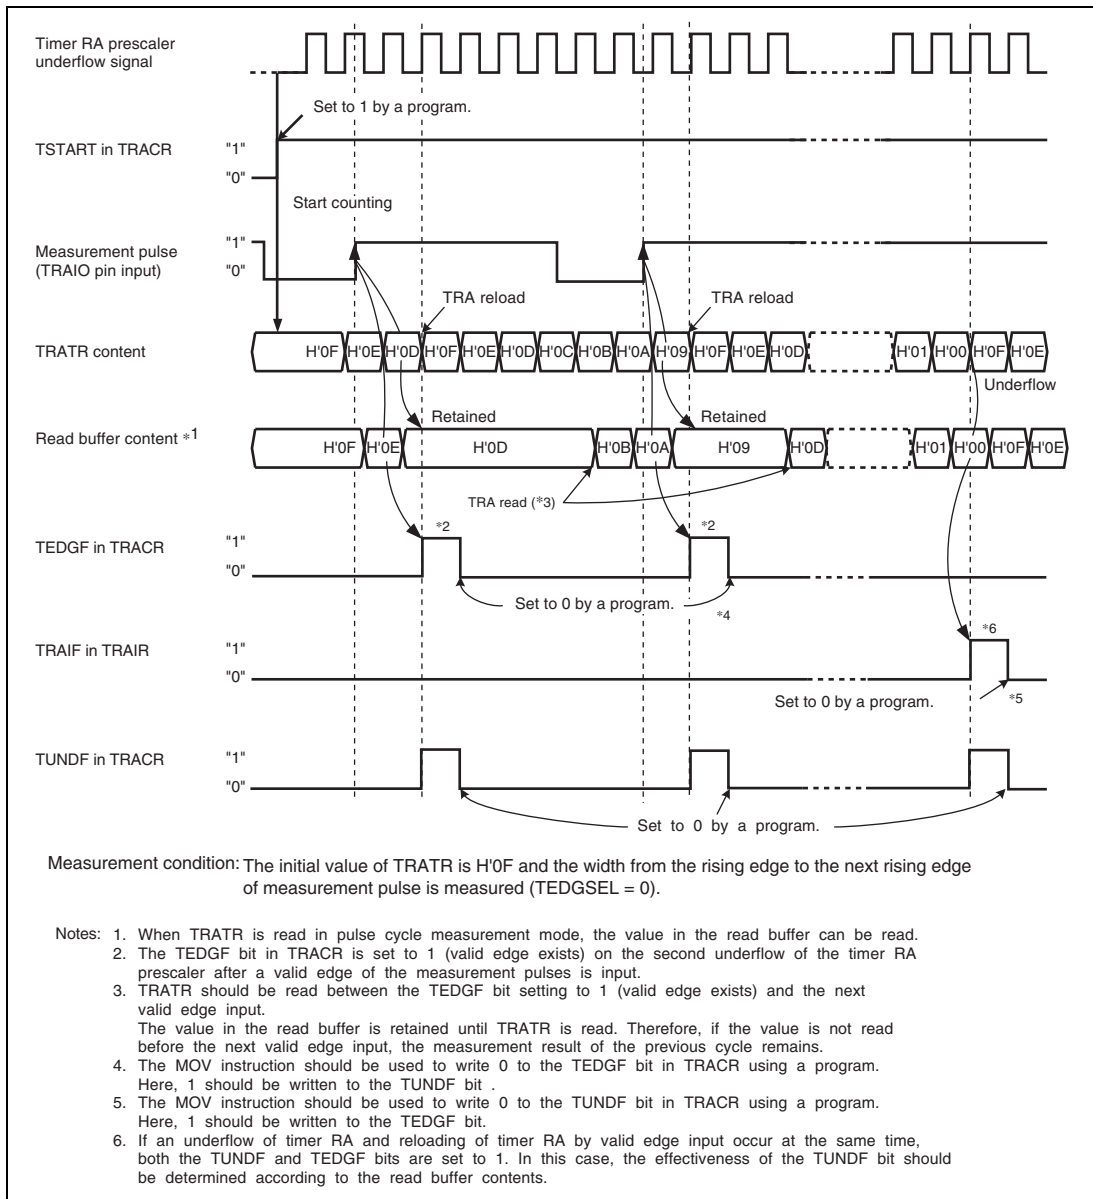 Timer RA prescaler
underflow signal
Set to 1 by a program.
TSTART in TRACR
"1"
"0"
Start counting
Measurement pulse
(TRAIO pin input)
"1"
"0"
TRA reload
TRA reload
TRATR content
H'0F H'0E H'0D H'0F H'0E H'0D H'0C H'0B H'0A H'09 H'0F H'0E H'0D H'01 H'00 H'0F H'0E
Underflow
Retained
Retained
Read buffer content *1
H'0F H'0E H'0D H'0B H'0A H'09 H'0D H'01 H'00 H'0F H'0E
TRA read (*3)
*2
*2
TEDGF in TRACR
"1"
"0"
Set to 0 by a program.
*4
TRAIF in TRAIR
"1"
"0"
*6
Set to 0 by a program.
*5
TUNDF in TRACR
"1"
"0"
Set to 0 by a program.
Measurement condition: The initial value of TRATR is H'0F and the width from the rising edge to the next rising edge
of measurement pulse is measured (TEDGSEL = 0).
Notes: 1. When TRATR is read in pulse cycle measurement mode, the value in the read buffer can be read.
2. The TEDGF bit in TRACR is set to 1 (valid edge exists) on the second underflow of the timer RA
prescaler after a valid edge of the measurement pulses is input.
3. TRATR should be read between the TEDGF bit setting to 1 (valid edge exists) and the next
valid edge input.
The value in the read buffer is retained until TRATR is read. Therefore, if the value is not read
before the next valid edge input, the measurement result of the previous cycle remains.
4. The MOV instruction should be used to write 0 to the TEDGF bit in TRACR using a program.
Here, 1 should be written to the TUNDF bit .
5. The MOV instruction should be used to write 0 to the TUNDF bit in TRACR using a program.
Here, 1 should be written to the TEDGF bit.
6. If an underflow of timer RA and reloading of timer RA by valid edge input occur at the same time,
both the TUNDF and TEDGF bits are set to 1. In this case, the effectiveness of the TUNDF bit should
be determined according to the read buffer contents.